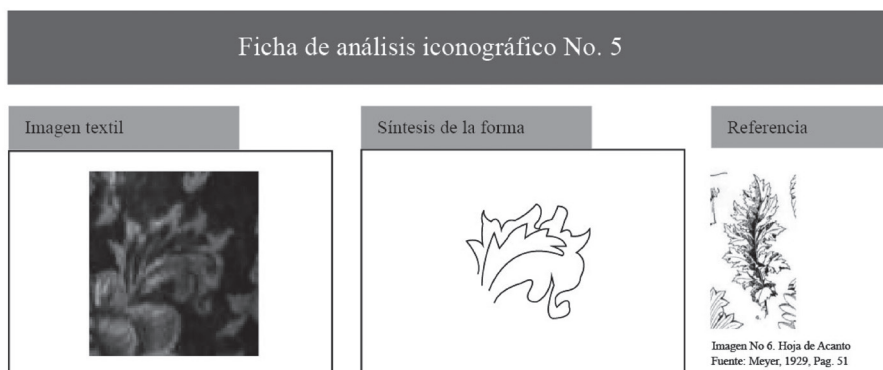 Ficha de análisis iconográfico No. 5
Imagen textil
Síntesis de la forma
Referencia
Imagen No 6. Hoja de Acanto
Fuente: Meyer, 1929, Pag. 51